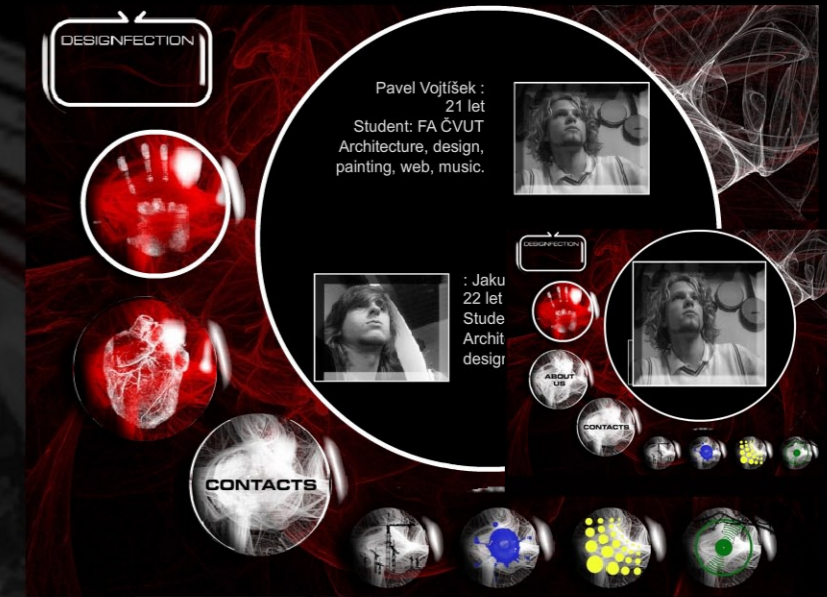 DESIGNFECTION
Pavel Vojtíšek :
21 let
Student: FA ČVUT
Architecture, design,
painting, web, music.
: Jaku
22 let
Stude
Archit
design
CONTACTS
DESIGNFECTION
ABOUT
US
CONTACTS